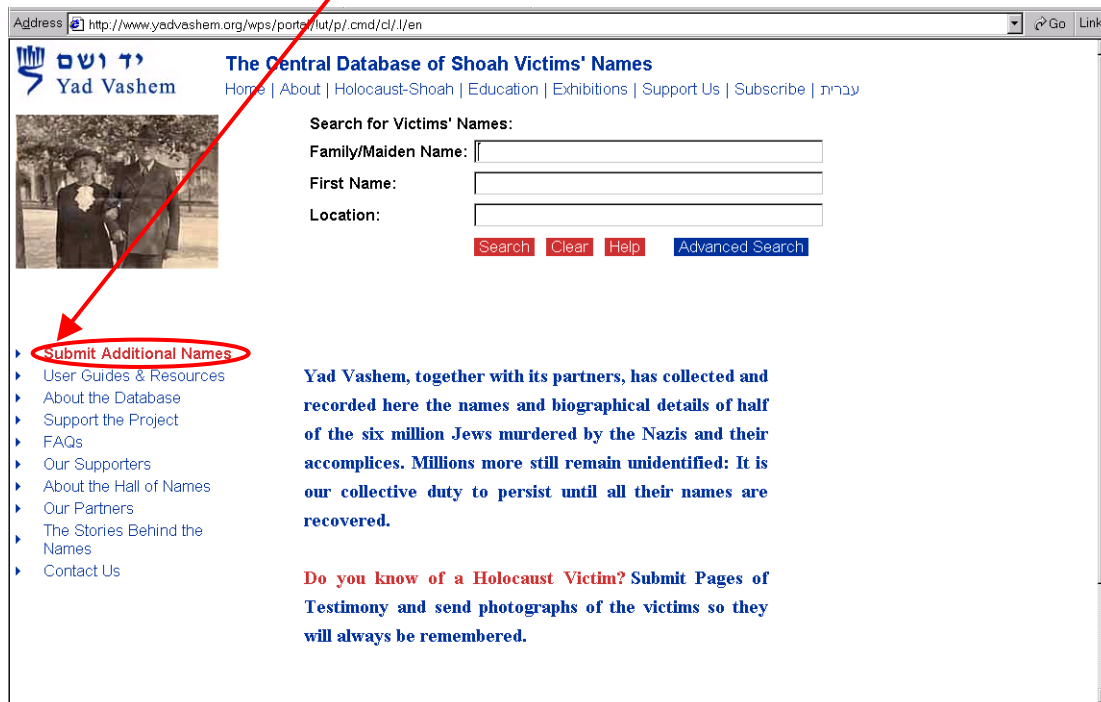 Address http://www.yadvashem.org/wps/portal/!ut/p/.cmd/cl/.l/en Go Link
יד ושם
Yad Vashem
The Central Database of Shoah Victims' Names
Home | About | Holocaust-Shoah | Education | Exhibitions | Support Us | Subscribe | עברית
Search for Victims' Names:
Family/Maiden Name:
First Name:
Location:
Search Clear Help Advanced Search
Submit Additional Names
User Guides & Resources
About the Database
Support the Project
FAQs
Our Supporters
About the Hall of Names
Our Partners
The Stories Behind the
Names
Contact Us
Yad Vashem, together with its partners, has collected and
recorded here the names and biographical details of half
of the six million Jews murdered by the Nazis and their
accomplices. Millions more still remain unidentified: It is
our collective duty to persist until all their names are
recovered.
Do you know of a Holocaust Victim? Submit Pages of
Testimony and send photographs of the victims so they
will always be remembered.